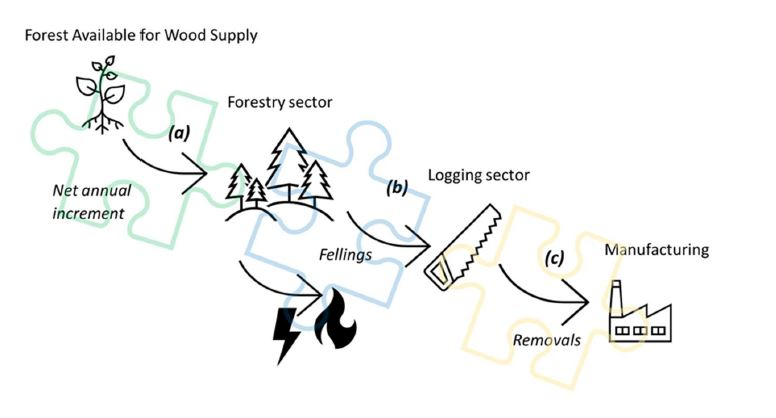 Forest Available for Wood Supply
Forestry sector
(a)
Net annual
increment
Logging sector
(b)
Fellings
Manufacturing
(c)
Removals